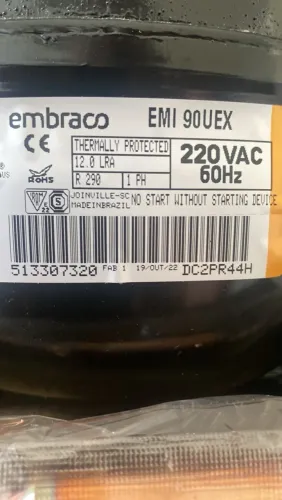 embraco EMI 90UEX
CE THERMALLY PROTECTED
12.0 LRA
220VAC
RoHS R 290 1 PH 60Hz
JOINVILLE-SC
MADEINBRAZIL NO START WITHOUT STARTING DEVICE
513307320 FAB 1 19/OUT/22 DC2PR44H